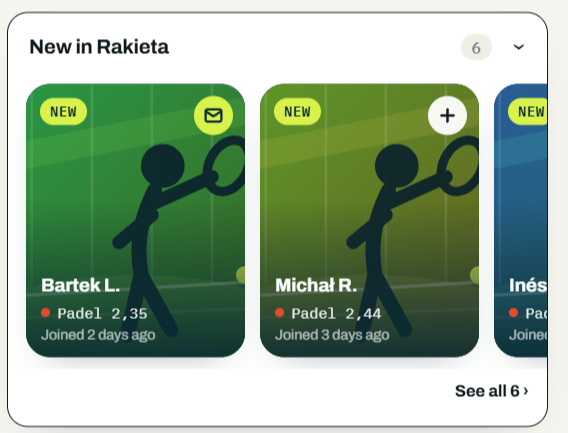 New in Rakieta
6
NEW
Bartek L.
Padel 2,35
Joined 2 days ago
NEW
Michał R.
Padel 2,44
Joined 3 days ago
NEW
Inés
See all 6 ›